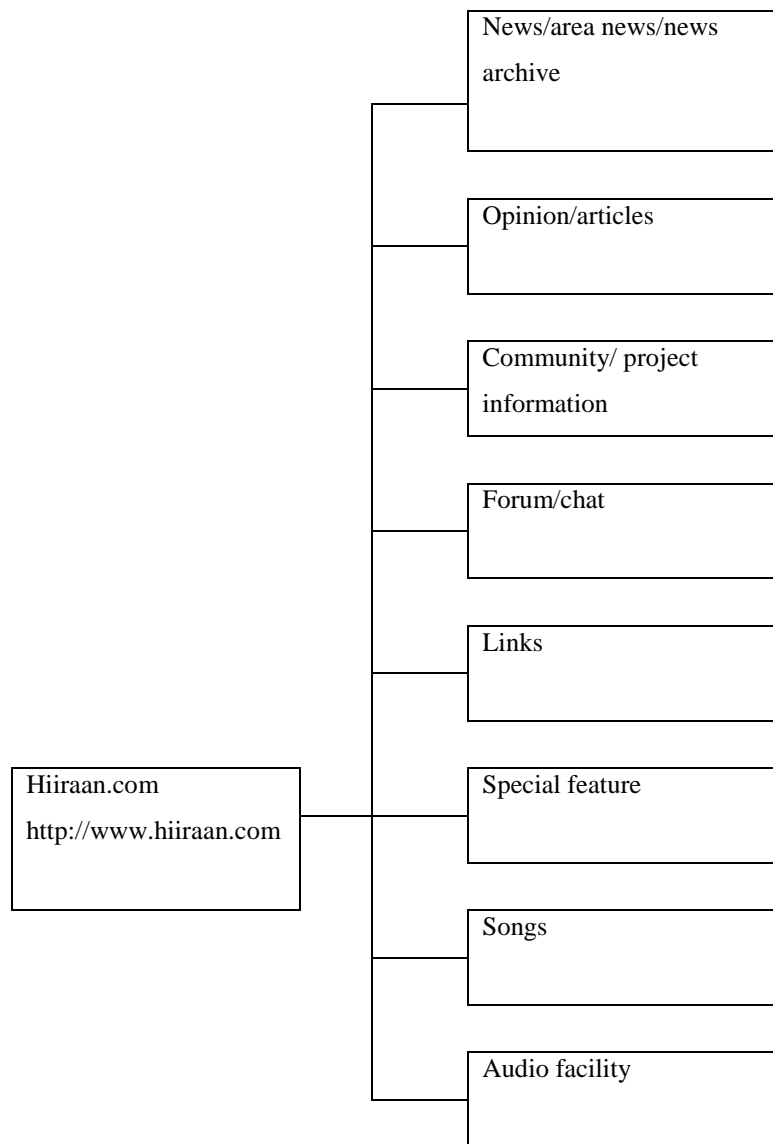 News/area news/news
archive
Opinion/articles
Community/ project
information
Forum/chat
Links
Hiiraan.com
http://www.hiiraan.com
Special feature
Songs
Audio facility